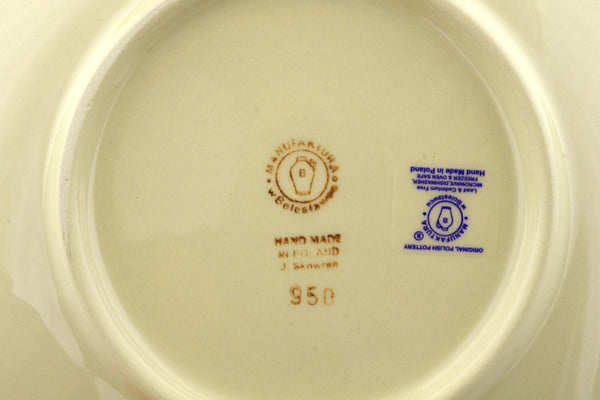 MANUFAKTURA
w Bolesławcu
B
HAND MADE
IN POLAND
J. Skowron
950
ORIGINAL POLISH POTTERY
MANUFAKTURA
w Bolesławcu
B
Lead & Cadmium Free
MICROWAVE, DISHWASHER,
FREEZER & OVEN SAFE
Hand Made in Poland